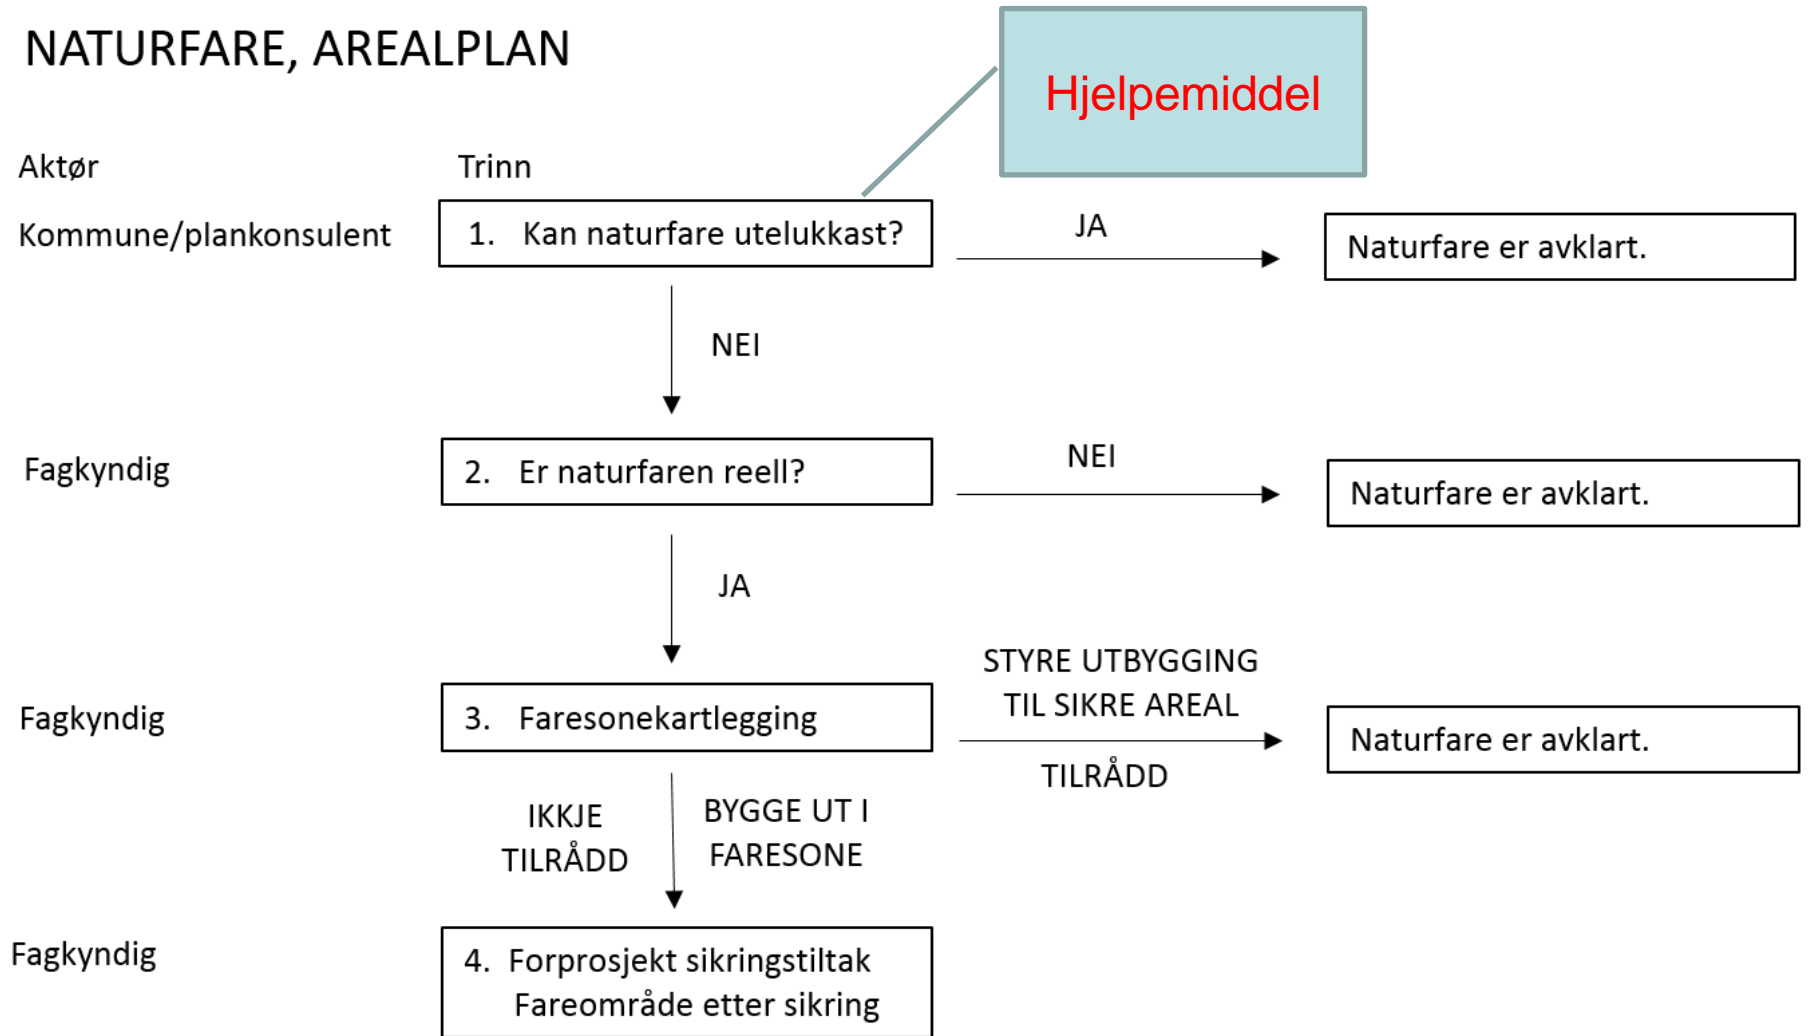 NATURFARE, AREALPLAN
Hjelpemiddel
Aktør
Trinn
Kommune/plankonsulent
1. Kan naturfare utelukkast?
JA
Naturfare er avklart.
NEI
Fagkyndig
2. Er naturfaren reell?
NEI
Naturfare er avklart.
JA
Fagkyndig
3. Faresonekartlegging
STYRE UTBYGGING
TIL SIKRE AREAL
TILRÅDD
Naturfare er avklart.
IKKJE
TILRÅDD
BYGGE UT I
FARESONE
Fagkyndig
4. Forprosjekt sikringstiltak
Fareområde etter sikring